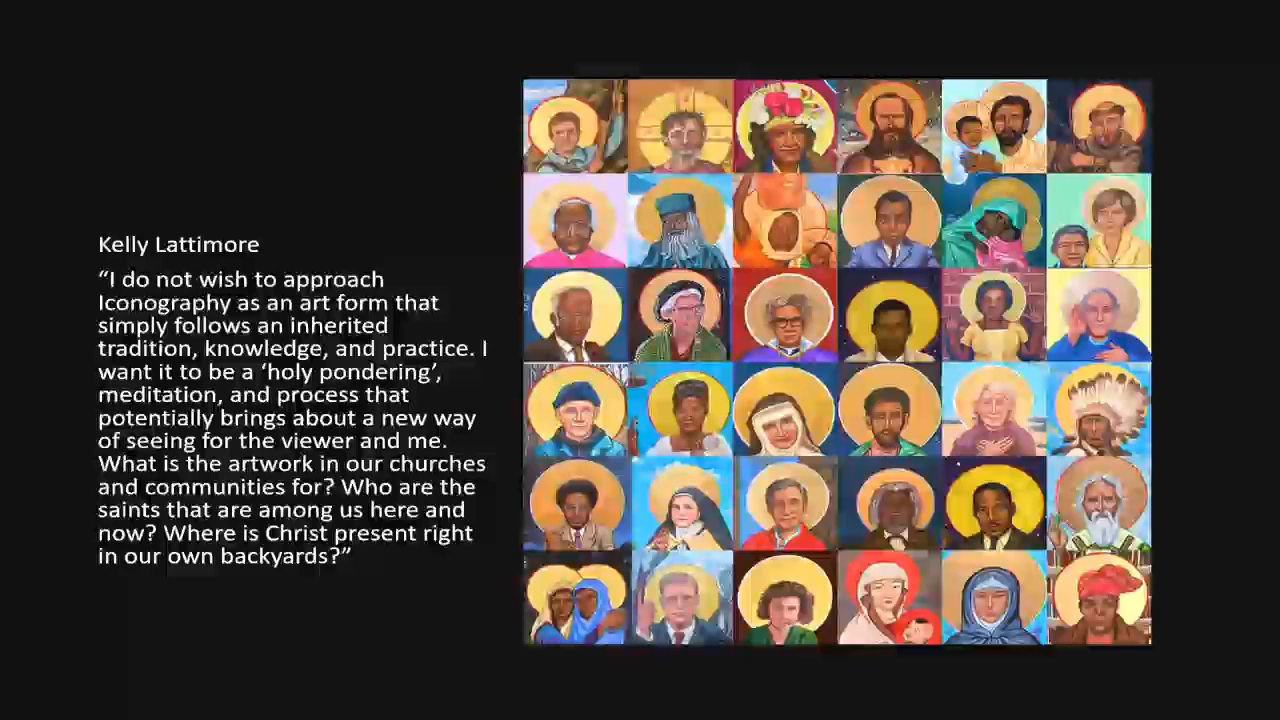 Kelly Lattimore
“I do not wish to approach
Iconography as an art form that
simply follows an inherited
tradition, knowledge, and practice. I
want it to be a ‘holy pondering’,
meditation, and process that
potentially brings about a new way
of seeing for the viewer and me.
What is the artwork in our churches
and communities for? Who are the
saints that are among us here and
now? Where is Christ present right
in our own backyards?”